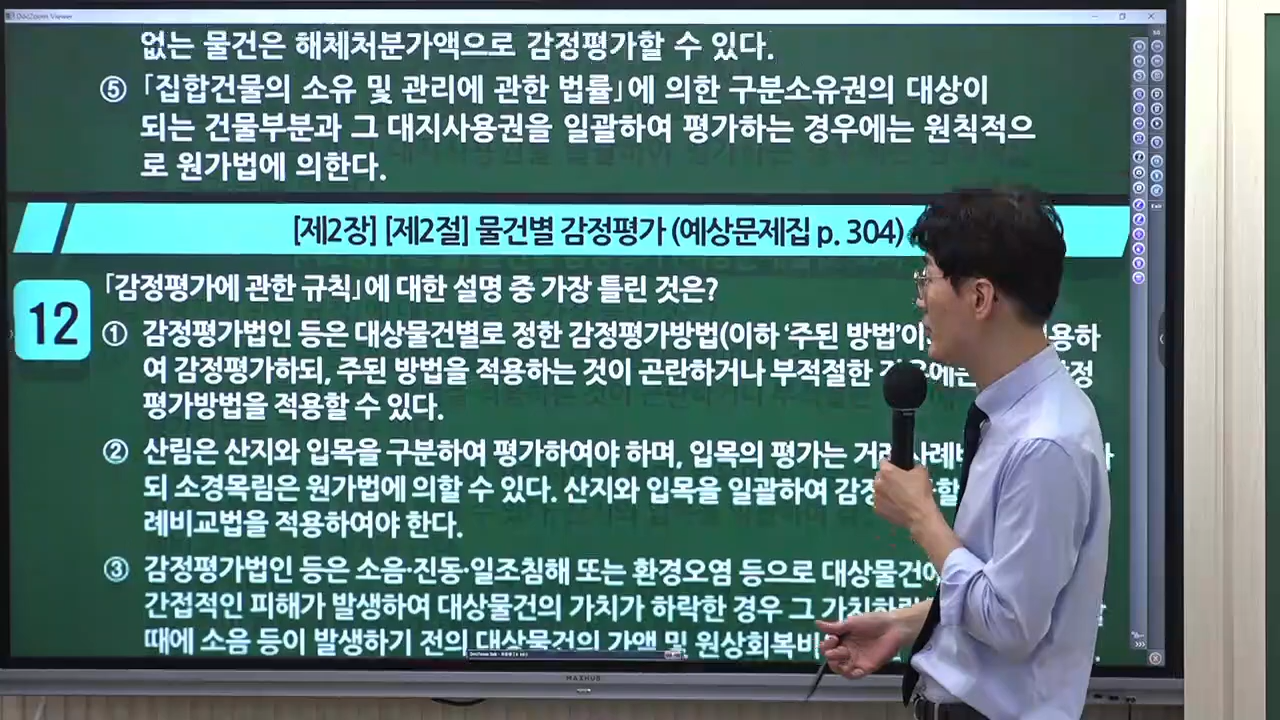 없는 물건은 해체처분가액으로 감정평가할 수 있다.
⑤ 「집합건물의 소유 및 관리에 관한 법률」에 의한 구분소유권의 대상이
되는 건물부분과 그 대지사용권을 일괄하여 평가하는 경우에는 원칙적으
로 원가법에 의한다.
[제2장] [제2절] 물건별 감정평가 (예상문제집 p. 304)
12 「감정평가에 관한 규칙」에 대한 설명 중 가장 틀린 것은?
① 감정평가법인 등은 대상물건별로 정한 감정평가방법(이하 '주된 방법'이
여 감정평가하되, 주된 방법을 적용하는 것이 곤란하거나 부적절한
평가방법을 적용할 수 있다.
② 산림은 산지와 입목을 구분하여 평가하여야 하며, 입목의 평가는
되 소경목림은 원가법에 의할 수 있다. 산지와 입목을 일괄하여
례비교법을 적용하여야 한다.
③ 감정평가법인 등은 소음·진동·일조침해 또는 환경오염 등으로
간접적인 피해가 발생하여 대상물건의 가치가 하락한 경우 그
때에 소음 등이 발생하기 전의 대상물건의 가액 및 원상회복비
MAXHUB